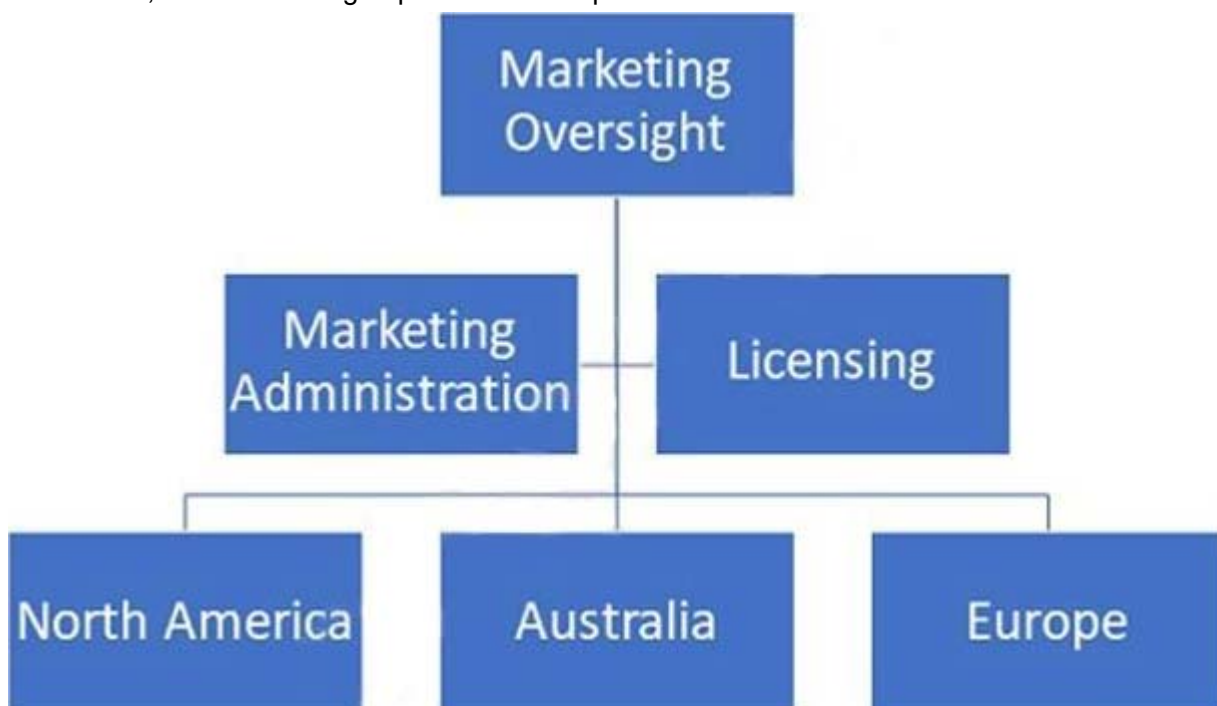 Marketing
Oversight
Marketing
Administration
Licensing
North America
Australia
Europe